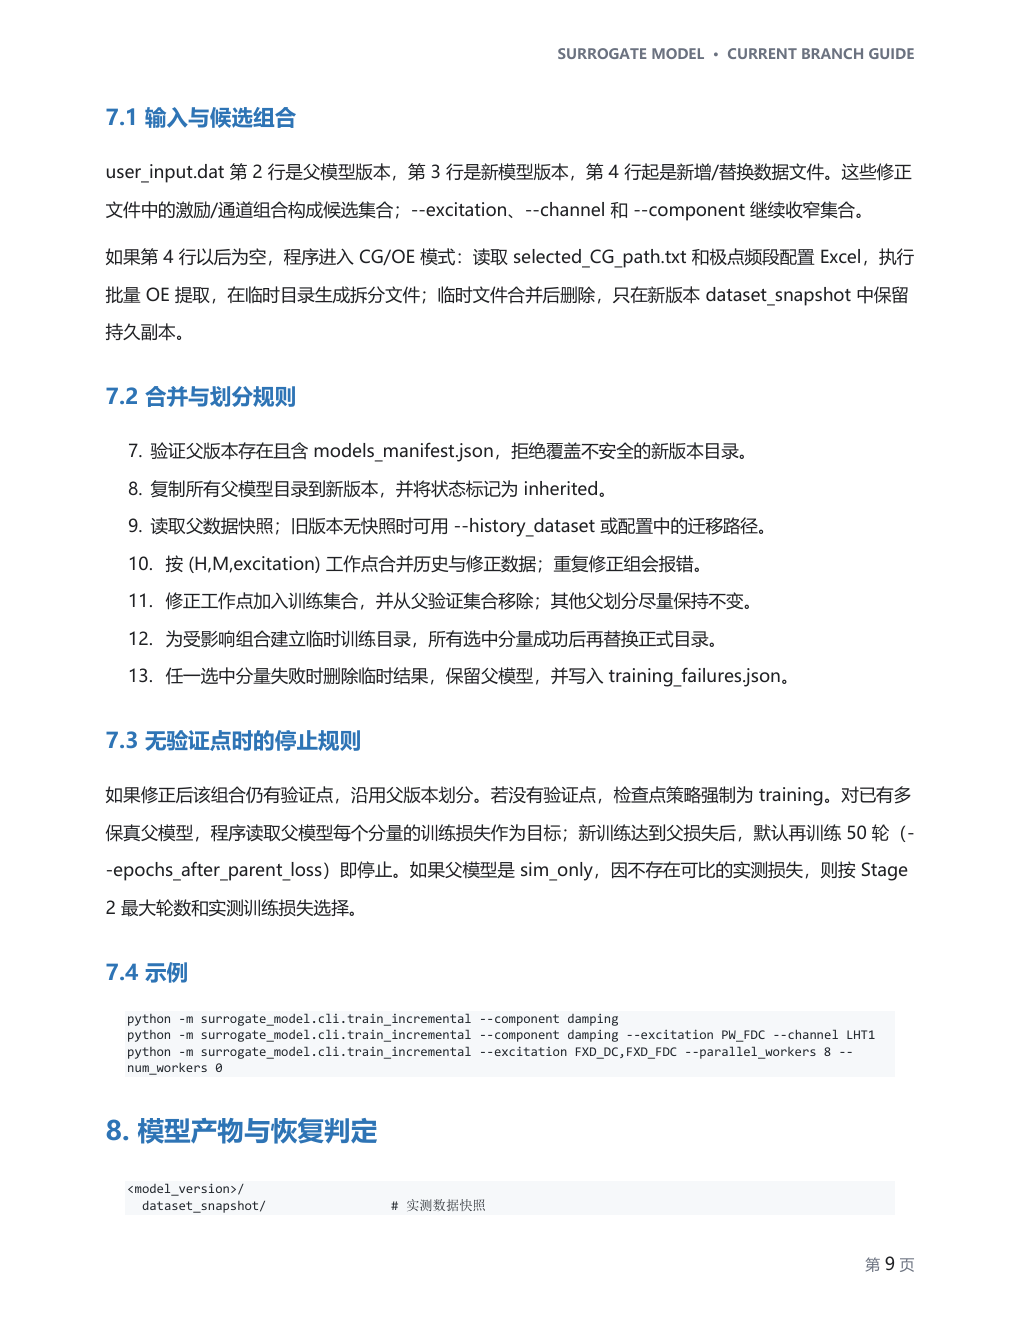 SURROGATE MODEL • CURRENT BRANCH GUIDE
7.1 输入与候选组合
user_input.dat 第 2 行是父模型版本，第 3 行是新模型版本，第 4 行起是新增/替换数据文件。这些修正
文件中的激励/通道组合构成候选集合；--excitation、--channel 和 --component 继续收窄集合。
如果第 4 行以后为空，程序进入 CG/OE 模式：读取 selected_CG_path.txt 和极点频段配置 Excel，执行
批量 OE 提取，在临时目录生成拆分文件；临时文件合并后删除，只在新版本 dataset_snapshot 中保留
持久副本。
7.2 合并与划分规则
7. 验证父版本存在且含 models_manifest.json，拒绝覆盖不安全的新版本目录。
8. 复制所有父模型目录到新版本，并将状态标记为 inherited。
9. 读取父数据快照；旧版本无快照时可用 --history_dataset 或配置中的迁移路径。
10. 按 (H,M,excitation) 工作点合并历史与修正数据；重复修正组会报错。
11. 修正工作点加入训练集合，并从父验证集合移除；其他父划分尽量保持不变。
12. 为受影响组合建立临时训练目录，所有选中分量成功后再替换正式目录。
13. 任一选中分量失败时删除临时结果，保留父模型，并写入 training_failures.json。
7.3 无验证点时的停止规则
如果修正后该组合仍有验证点，沿用父版本划分。若没有验证点，检查点策略强制为 training。对已有多
保真父模型，程序读取父模型每个分量的训练损失作为目标；新训练达到父损失后，默认再训练 50 轮（-
-epochs_after_parent_loss）即停止。如果父模型是 sim_only，因不存在可比的实测损失，则按 Stage
2 最大轮数和实测训练损失选择。
7.4 示例
python -m surrogate_model.cli.train_incremental --component damping
python -m surrogate_model.cli.train_incremental --component damping --excitation PW_FDC --channel LHT1
python -m surrogate_model.cli.train_incremental --excitation FXD_DC,FXD_FDC --parallel_workers 8 --
num_workers 0
8. 模型产物与恢复判定
<model_version>/
dataset_snapshot/ # 实测数据快照
第 9 页